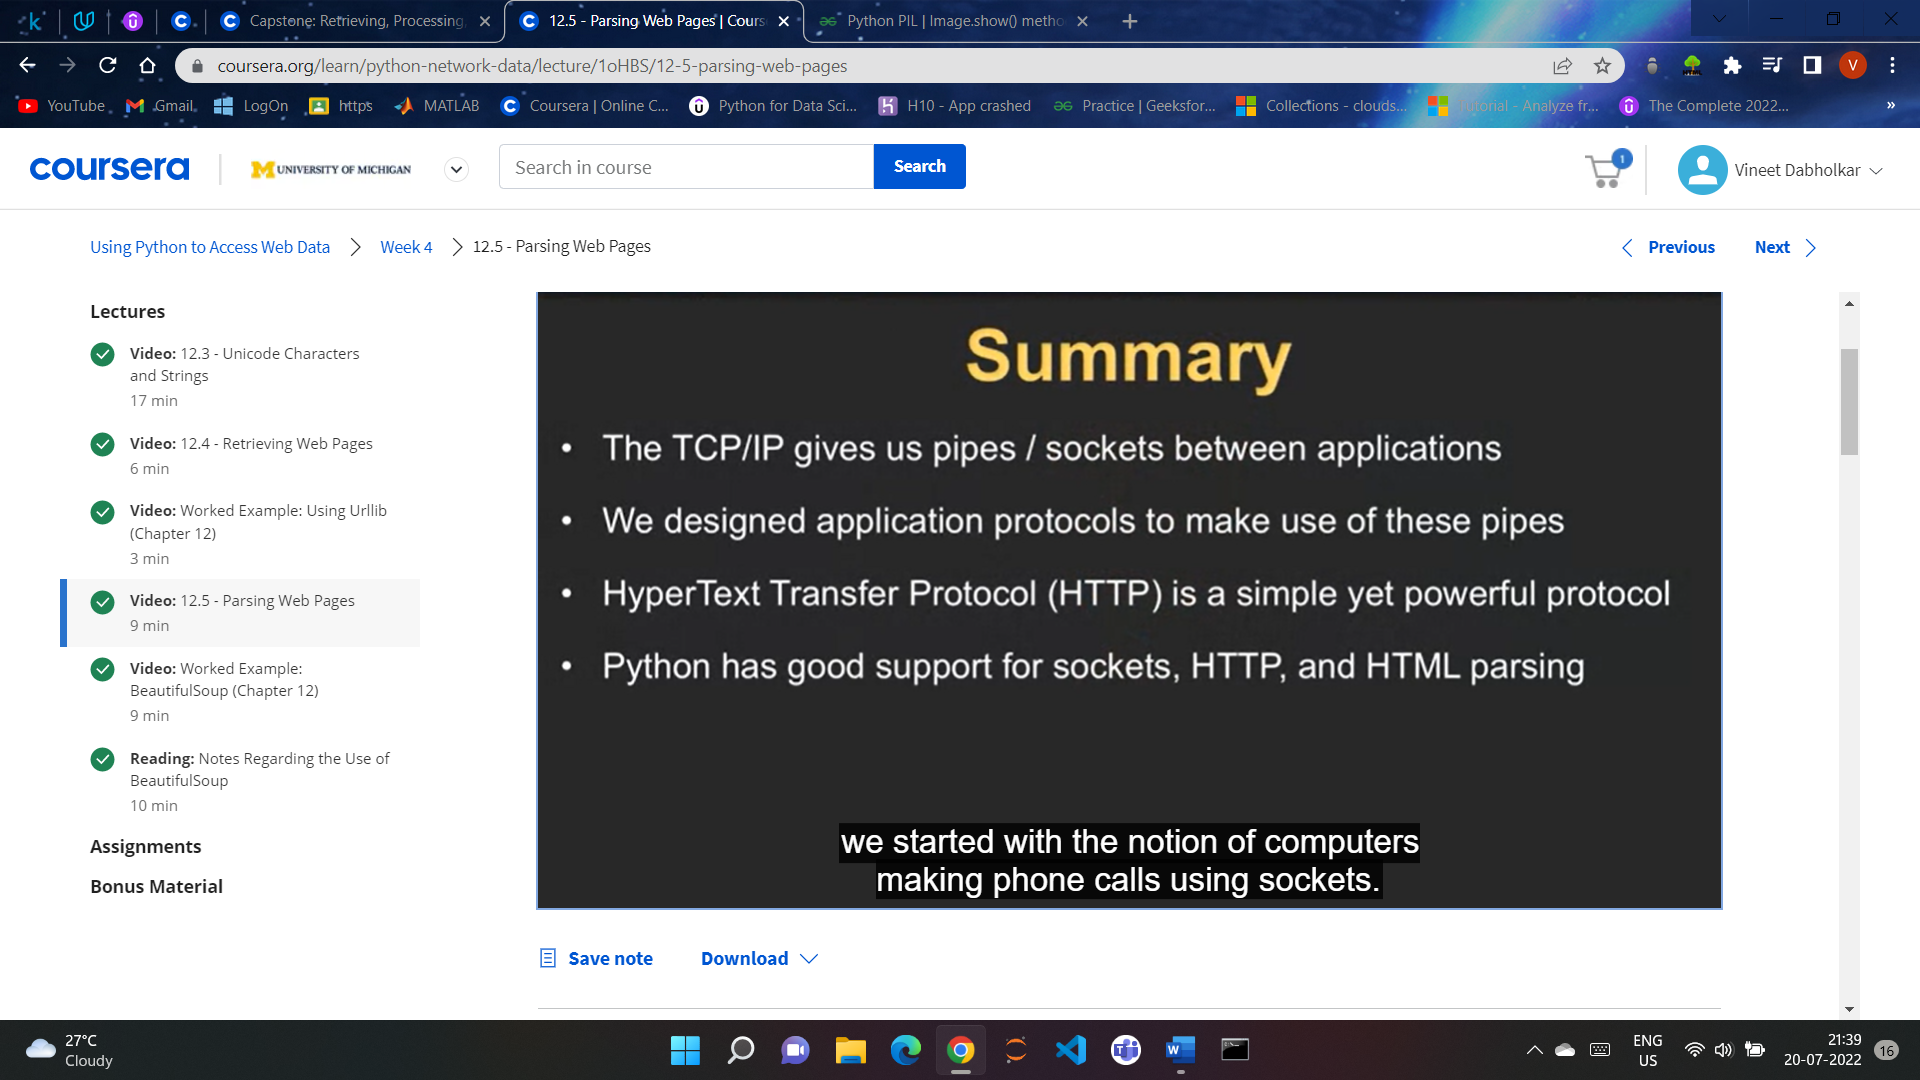 Capstone: Retrieving, Processing,
12.5 - Parsing Web Pages | Cours
Python PIL | Image.show() metho
coursera.org/learn/python-network-data/lecture/1oHBS/12-5-parsing-web-pages
V
YouTube
Gmail
LogOn
https
MATLAB
Coursera | Online C...
Python for Data Sci...
H10 - App crashed
Practice | Geeksfor...
Collections - clouds...
Tutorial - Analyze fr...
The Complete 2022...
»
coursera
M UNIVERSITY OF MICHIGAN
Search in course
Search
1
Vineet Dabholkar
Using Python to Access Web Data
Week 4
12.5 - Parsing Web Pages
Previous
Next
Lectures
Video: 12.3 - Unicode Characters
and Strings
17 min
Video: 12.4 - Retrieving Web Pages
6 min
Video: Worked Example: Using Urllib
(Chapter 12)
3 min
Video: 12.5 - Parsing Web Pages
9 min
Video: Worked Example:
BeautifulSoup (Chapter 12)
9 min
Reading: Notes Regarding the Use of
BeautifulSoup
10 min
Assignments
Bonus Material
Summary
• The TCP/IP gives us pipes / sockets between applications
• We designed application protocols to make use of these pipes
• HyperText Transfer Protocol (HTTP) is a simple yet powerful protocol
• Python has good support for sockets, HTTP, and HTML parsing
we started with the notion of computers
making phone calls using sockets.
Save note
Download
27°C
Cloudy
ENG
US
21:39
20-07-2022
16